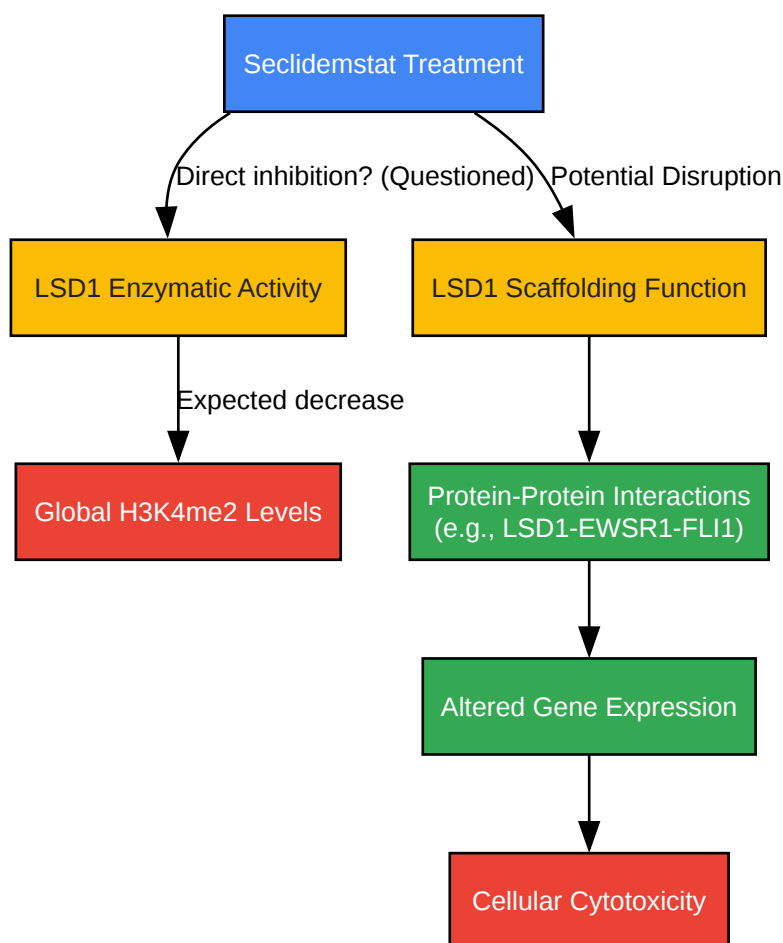 Seclidemstat Treatment
Direct inhibition? (Questioned)
Potential Disruption
LSD1 Enzymatic Activity
LSD1 Scaffolding Function
Expected decrease
Global H3K4me2 Levels
Protein-Protein Interactions
(e.g., LSD1-EWSR1-FLI1)
Altered Gene Expression
Cellular Cytotoxicity